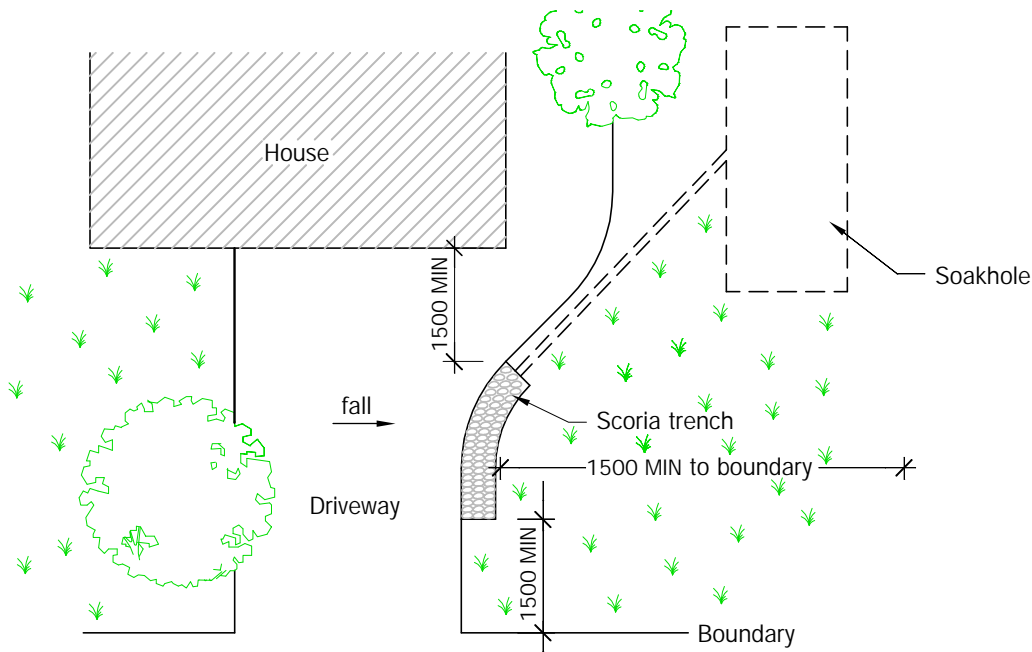 House
1500 MIN
Soakhole
fall
Scoria trench
1500 MIN to boundary
Driveway
1500 MIN
Boundary